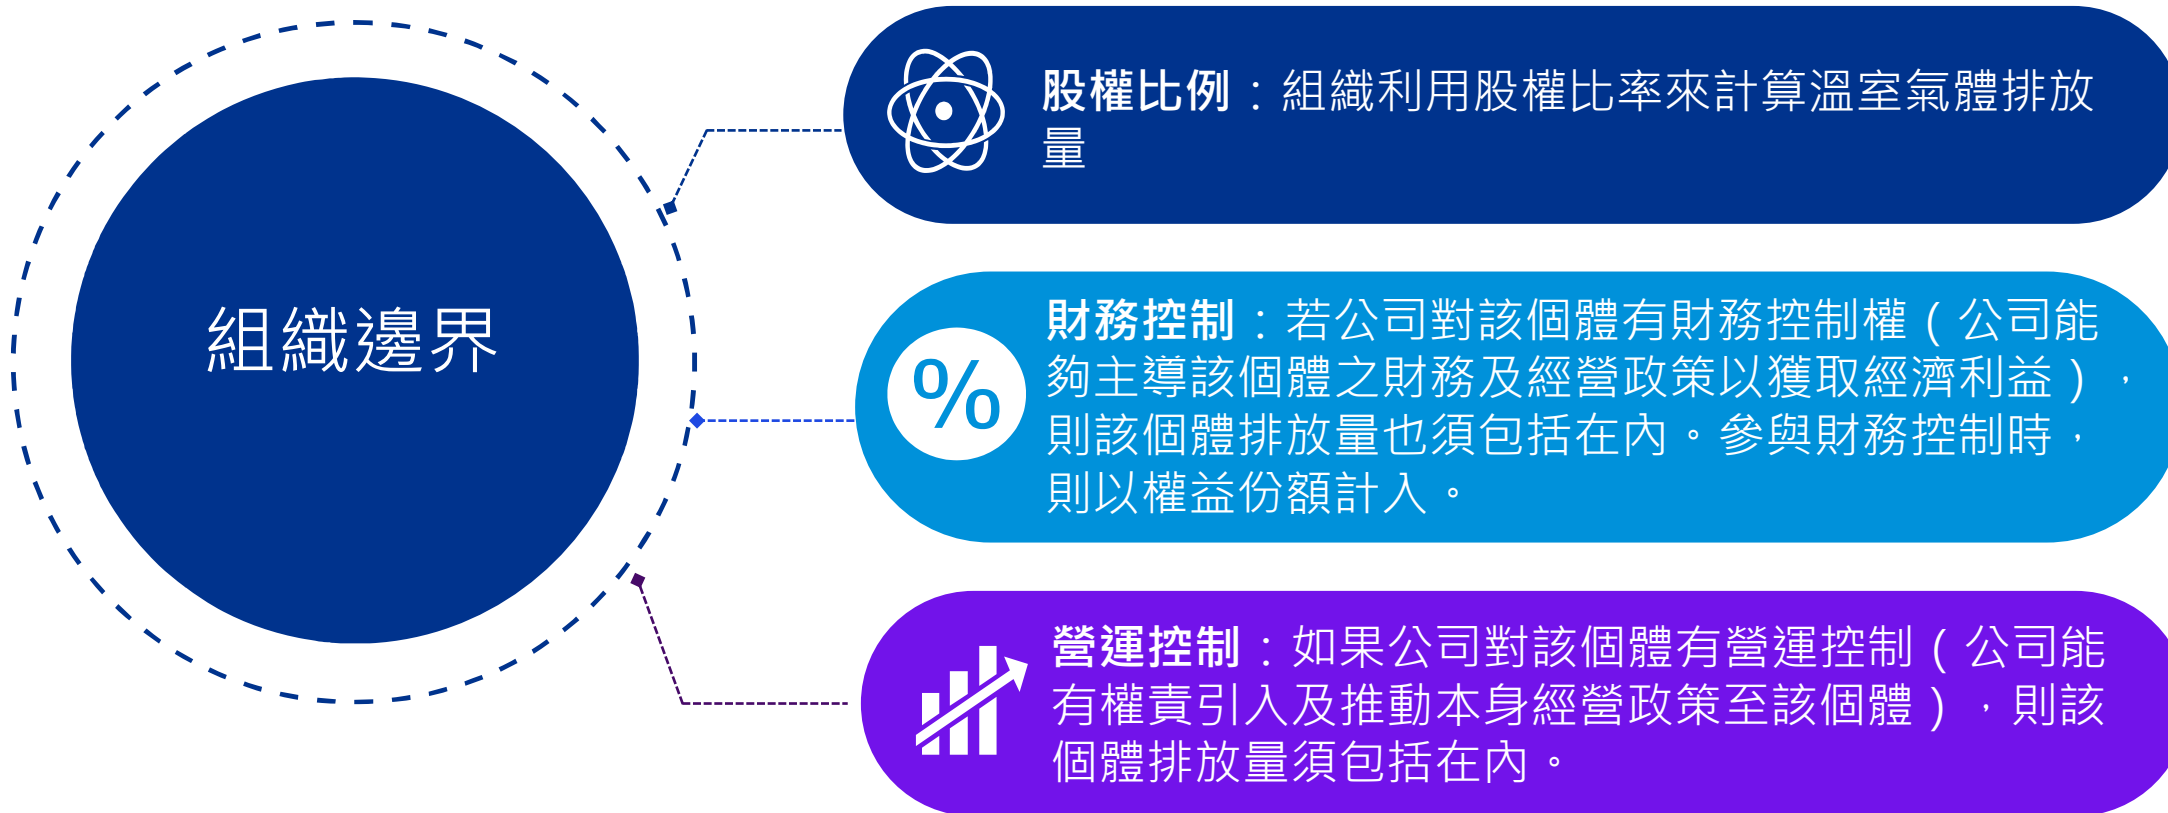 組織邊界
股權比例：組織利用股權比率來計算溫室氣體排放
量
%
財務控制：若公司對該個體有財務控制權（公司能
夠主導該個體之財務及經營政策以獲取經濟利益），
則該個體排放量也須包括在內。參與財務控制時，
則以權益份額計入。
營運控制：如果公司對該個體有營運控制（公司能
有權責引入及推動本身經營政策至該個體），則該
個體排放量須包括在內。